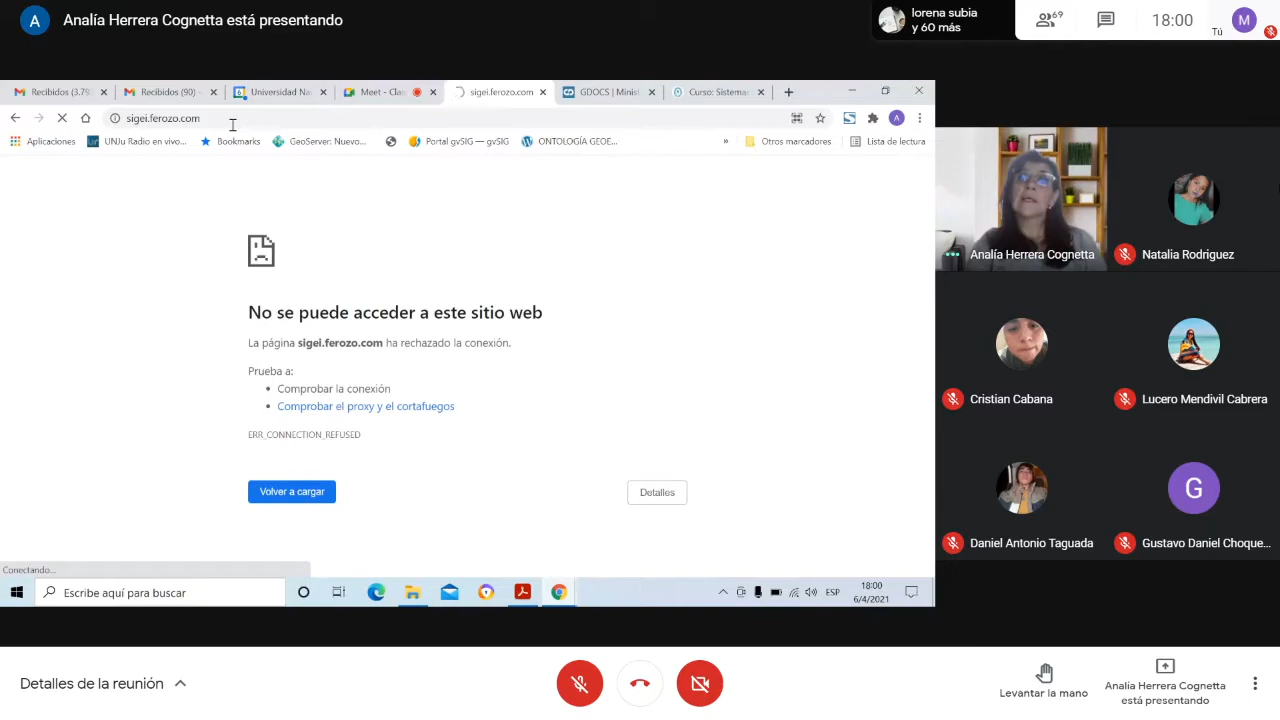 A
Analía Herrera Cognetta está presentando
lorena subia
y 60 más
69
18:00
Tú
M
Recibidos (3.79
Recibidos (90) -
Universidad Na
Meet - Cla
sigei.ferozo.com
GDOCS | Minist
Curso: Sistemas
sigei.ferozo.com
A
Aplicaciones
UNJu Radio en vivo...
Bookmarks
GeoServer: Nuevo...
Portal gvSIG — gvSIG
ONTOLOGÍA GEOE...
»
Otros marcadores
Lista de lectura
No se puede acceder a este sitio web
La página sigei.ferozo.com ha rechazado la conexión.
Prueba a:
• Comprobar la conexión
• Comprobar el proxy y el cortafuegos
ERR_CONNECTION_REFUSED
Volver a cargar
Detalles
Conectando...
Escribe aquí para buscar
ESP
18:00
6/4/2021
Analía Herrera Cognetta
Natalia Rodriguez
Cristian Cabana
Lucero Mendivil Cabrera
Daniel Antonio Taguada
G
Gustavo Daniel Choque...
Detalles de la reunión
Levantar la mano
Analía Herrera Cognetta
está presentando